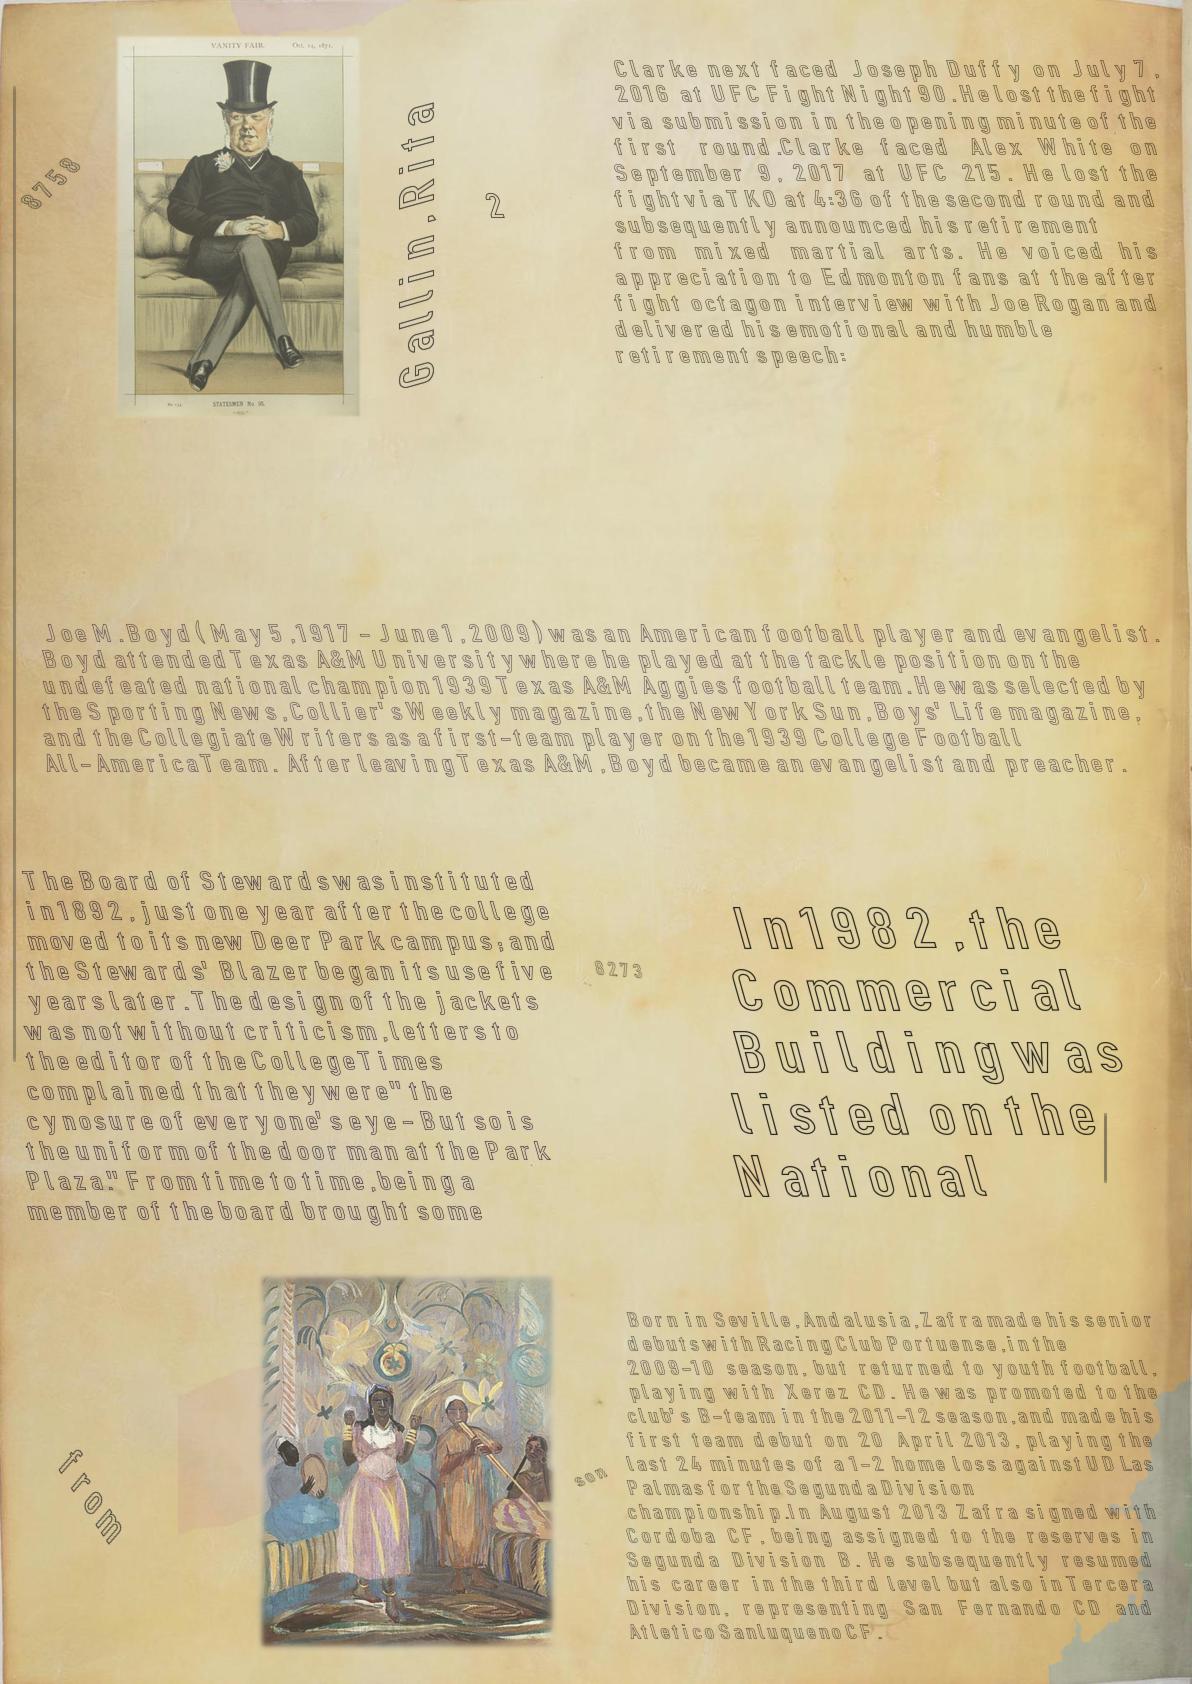 VANITY FAIR. Oct. 14, 1871.
STATESMEN No. 95.
8758
Gallin, Rita
2
Clarke next faced Joseph Duffy on July 7,
2016 at UFC Fight Night 90. He lost the fight
via submission in the opening minute of the
first round. Clarke faced Alex White on
September 9, 2017 at UFC 215. He lost the
fight via TKO at 4:36 of the second round and
subsequently announced his retirement
from mixed martial arts. He voiced his
appreciation to Edmonton fans at the after
fight octagon interview with Joe Rogan and
delivered his emotional and humble
retirement speech:
Joe M. Boyd (May 5, 1917 – June 1, 2009) was an American football player and evangelist.
Boyd attended Texas A&M University where he played at the tackle position on the
undefeated national champion 1939 Texas A&M Aggies football team. He was selected by
the Sporting News, Collier's Weekly magazine, the New York Sun, Boys' Life magazine,
and the Collegiate Writers as a first-team player on the 1939 College Football
All-America Team. After leaving Texas A&M, Boyd became an evangelist and preacher.
The Board of Stewards was instituted
in 1892, just one year after the college
moved to its new Deer Park campus; and
the Stewards' Blazer began its use five
years later. The design of the jackets
was not without criticism, letters to
the editor of the College Times
complained that they were "the
cynosure of everyone's eye – But so is
the uniform of the door man at the Park
Plaza." From time to time, being a
member of the board brought some
8273
In 1982, the
Commercial
Building was
listed on the
National
from
son
Born in Seville, Andalusia, Zafra made his senior
debuts with Racing Club Portuense, in the
2009–10 season, but returned to youth football,
playing with Xerez CD. He was promoted to the
club's B-team in the 2011–12 season, and made his
first team debut on 20 April 2013, playing the
last 24 minutes of a 1–2 home loss against UD Las
Palmas for the Segunda Division
championship. In August 2013 Zafra signed with
Cordoba CF, being assigned to the reserves in
Segunda Division B. He subsequently resumed
his career in the third level but also in Tercera
Division, representing San Fernando CD and
Atletico Sanluqueno CF.